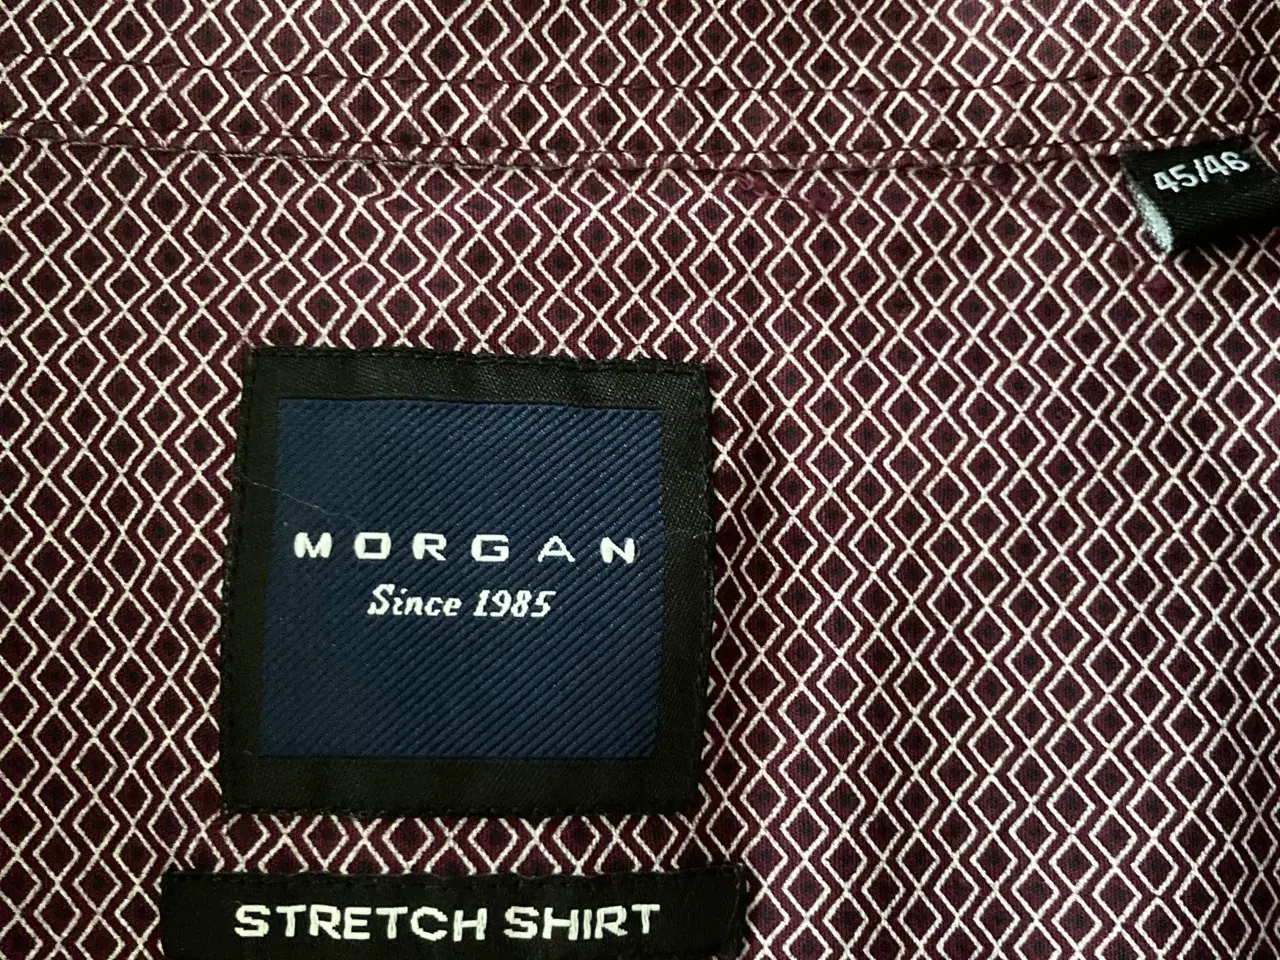 45/46
MORGAN
Since 1985
STRETCH SHIRT